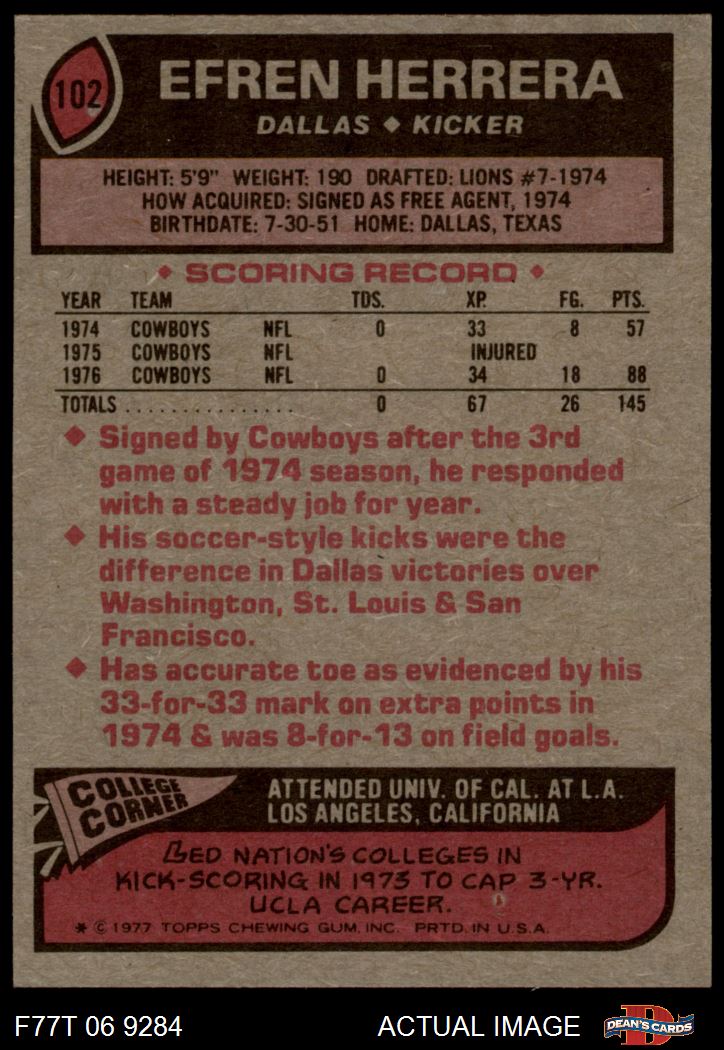 102
EFREN HERRERA
DALLAS ◆ KICKER
HEIGHT: 5'9" WEIGHT: 190 DRAFTED: LIONS #7-1974
HOW ACQUIRED: SIGNED AS FREE AGENT, 1974
BIRTHDATE: 7-30-51 HOME: DALLAS, TEXAS
◆ SCORING RECORD ◆
YEAR TEAM TDS. XP. FG. PTS.
1974 COWBOYS NFL 0 33 8 57
1975 COWBOYS NFL INJURED
1976 COWBOYS NFL 0 34 18 88
TOTALS ................ 0 67 26 145
◆ Signed by Cowboys after the 3rd
game of 1974 season, he responded
with a steady job for year.
◆ His soccer-style kicks were the
difference in Dallas victories over
Washington, St. Louis & San
Francisco.
◆ Has accurate toe as evidenced by his
33-for-33 mark on extra points in
1974 & was 8-for-13 on field goals.
COLLEGE
CORNER
ATTENDED UNIV. OF CAL. AT L.A.
LOS ANGELES, CALIFORNIA
LED NATION'S COLLEGES IN
KICK-SCORING IN 1973 TO CAP 3-YR.
UCLA CAREER.
* © 1977 TOPPS CHEWING GUM, INC. PRTD. IN U.S.A.
F77T 06 9284 ACTUAL IMAGE
D
DEAN'S CARDS